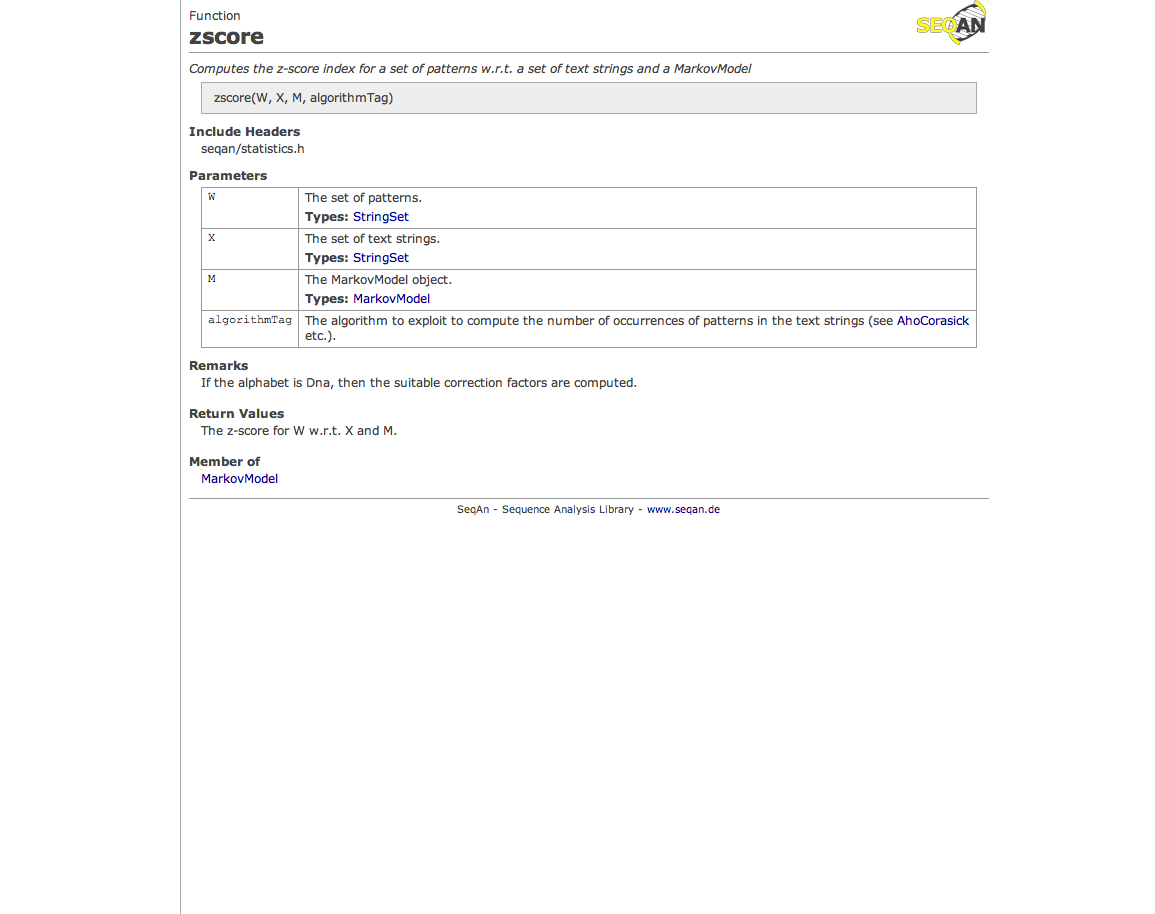 Function
SEQAN
zscore
Computes the z-score index for a set of patterns w.r.t. a set of text strings and a MarkovModel
zscore(W, X, M, algorithmTag)
Include Headers
seqan/statistics.h
Parameters
W
The set of patterns.
Types: StringSet
X
The set of text strings.
Types: StringSet
M
The MarkovModel object.
Types: MarkovModel
algorithmTag
The algorithm to exploit to compute the number of occurrences of patterns in the text strings (see AhoCorasick
etc.).
Remarks
If the alphabet is Dna, then the suitable correction factors are computed.
Return Values
The z-score for W w.r.t. X and M.
Member of
MarkovModel
SeqAn - Sequence Analysis Library - www.seqan.de